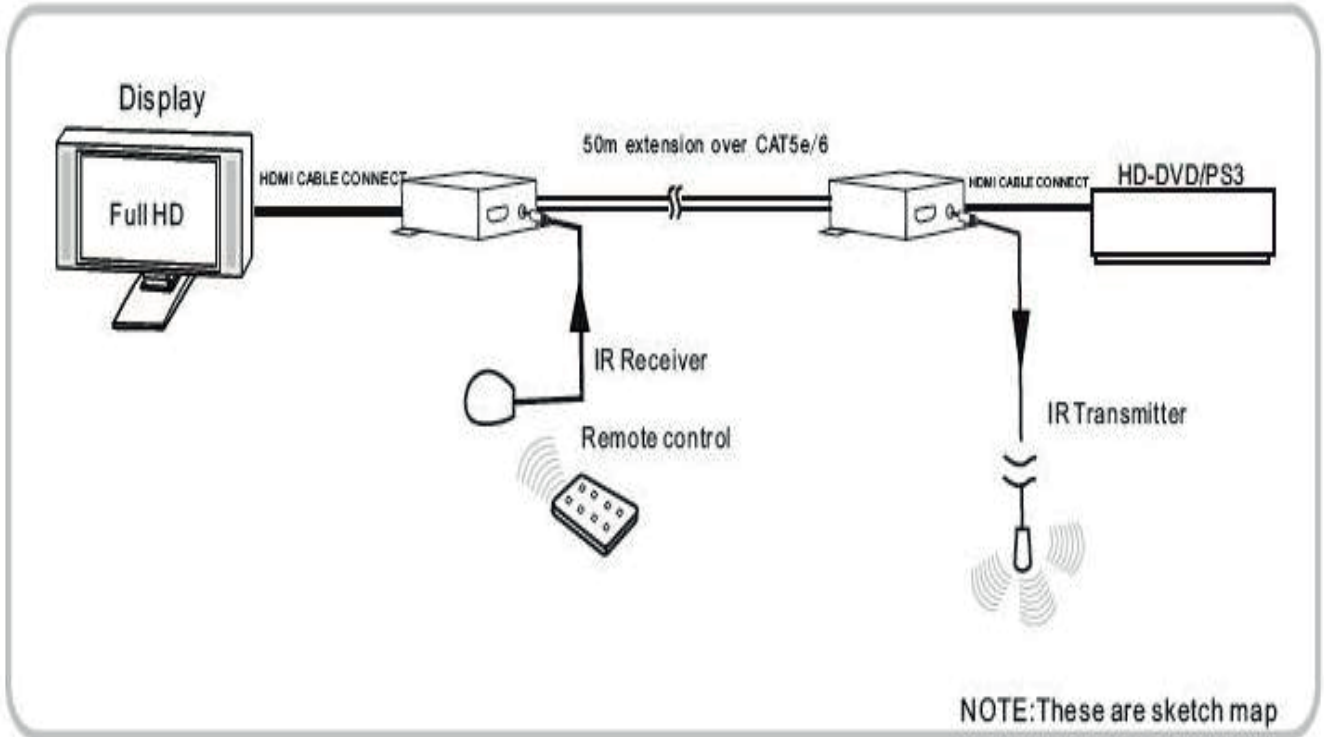 Display
Full HD
HDMI CABLE CONNECT
50m extension over CAT5e/6
HDMI CABLE CONNECT
HD-DVD/PS3
IR Receiver
Remote control
IR Transmitter
NOTE:These are sketch map